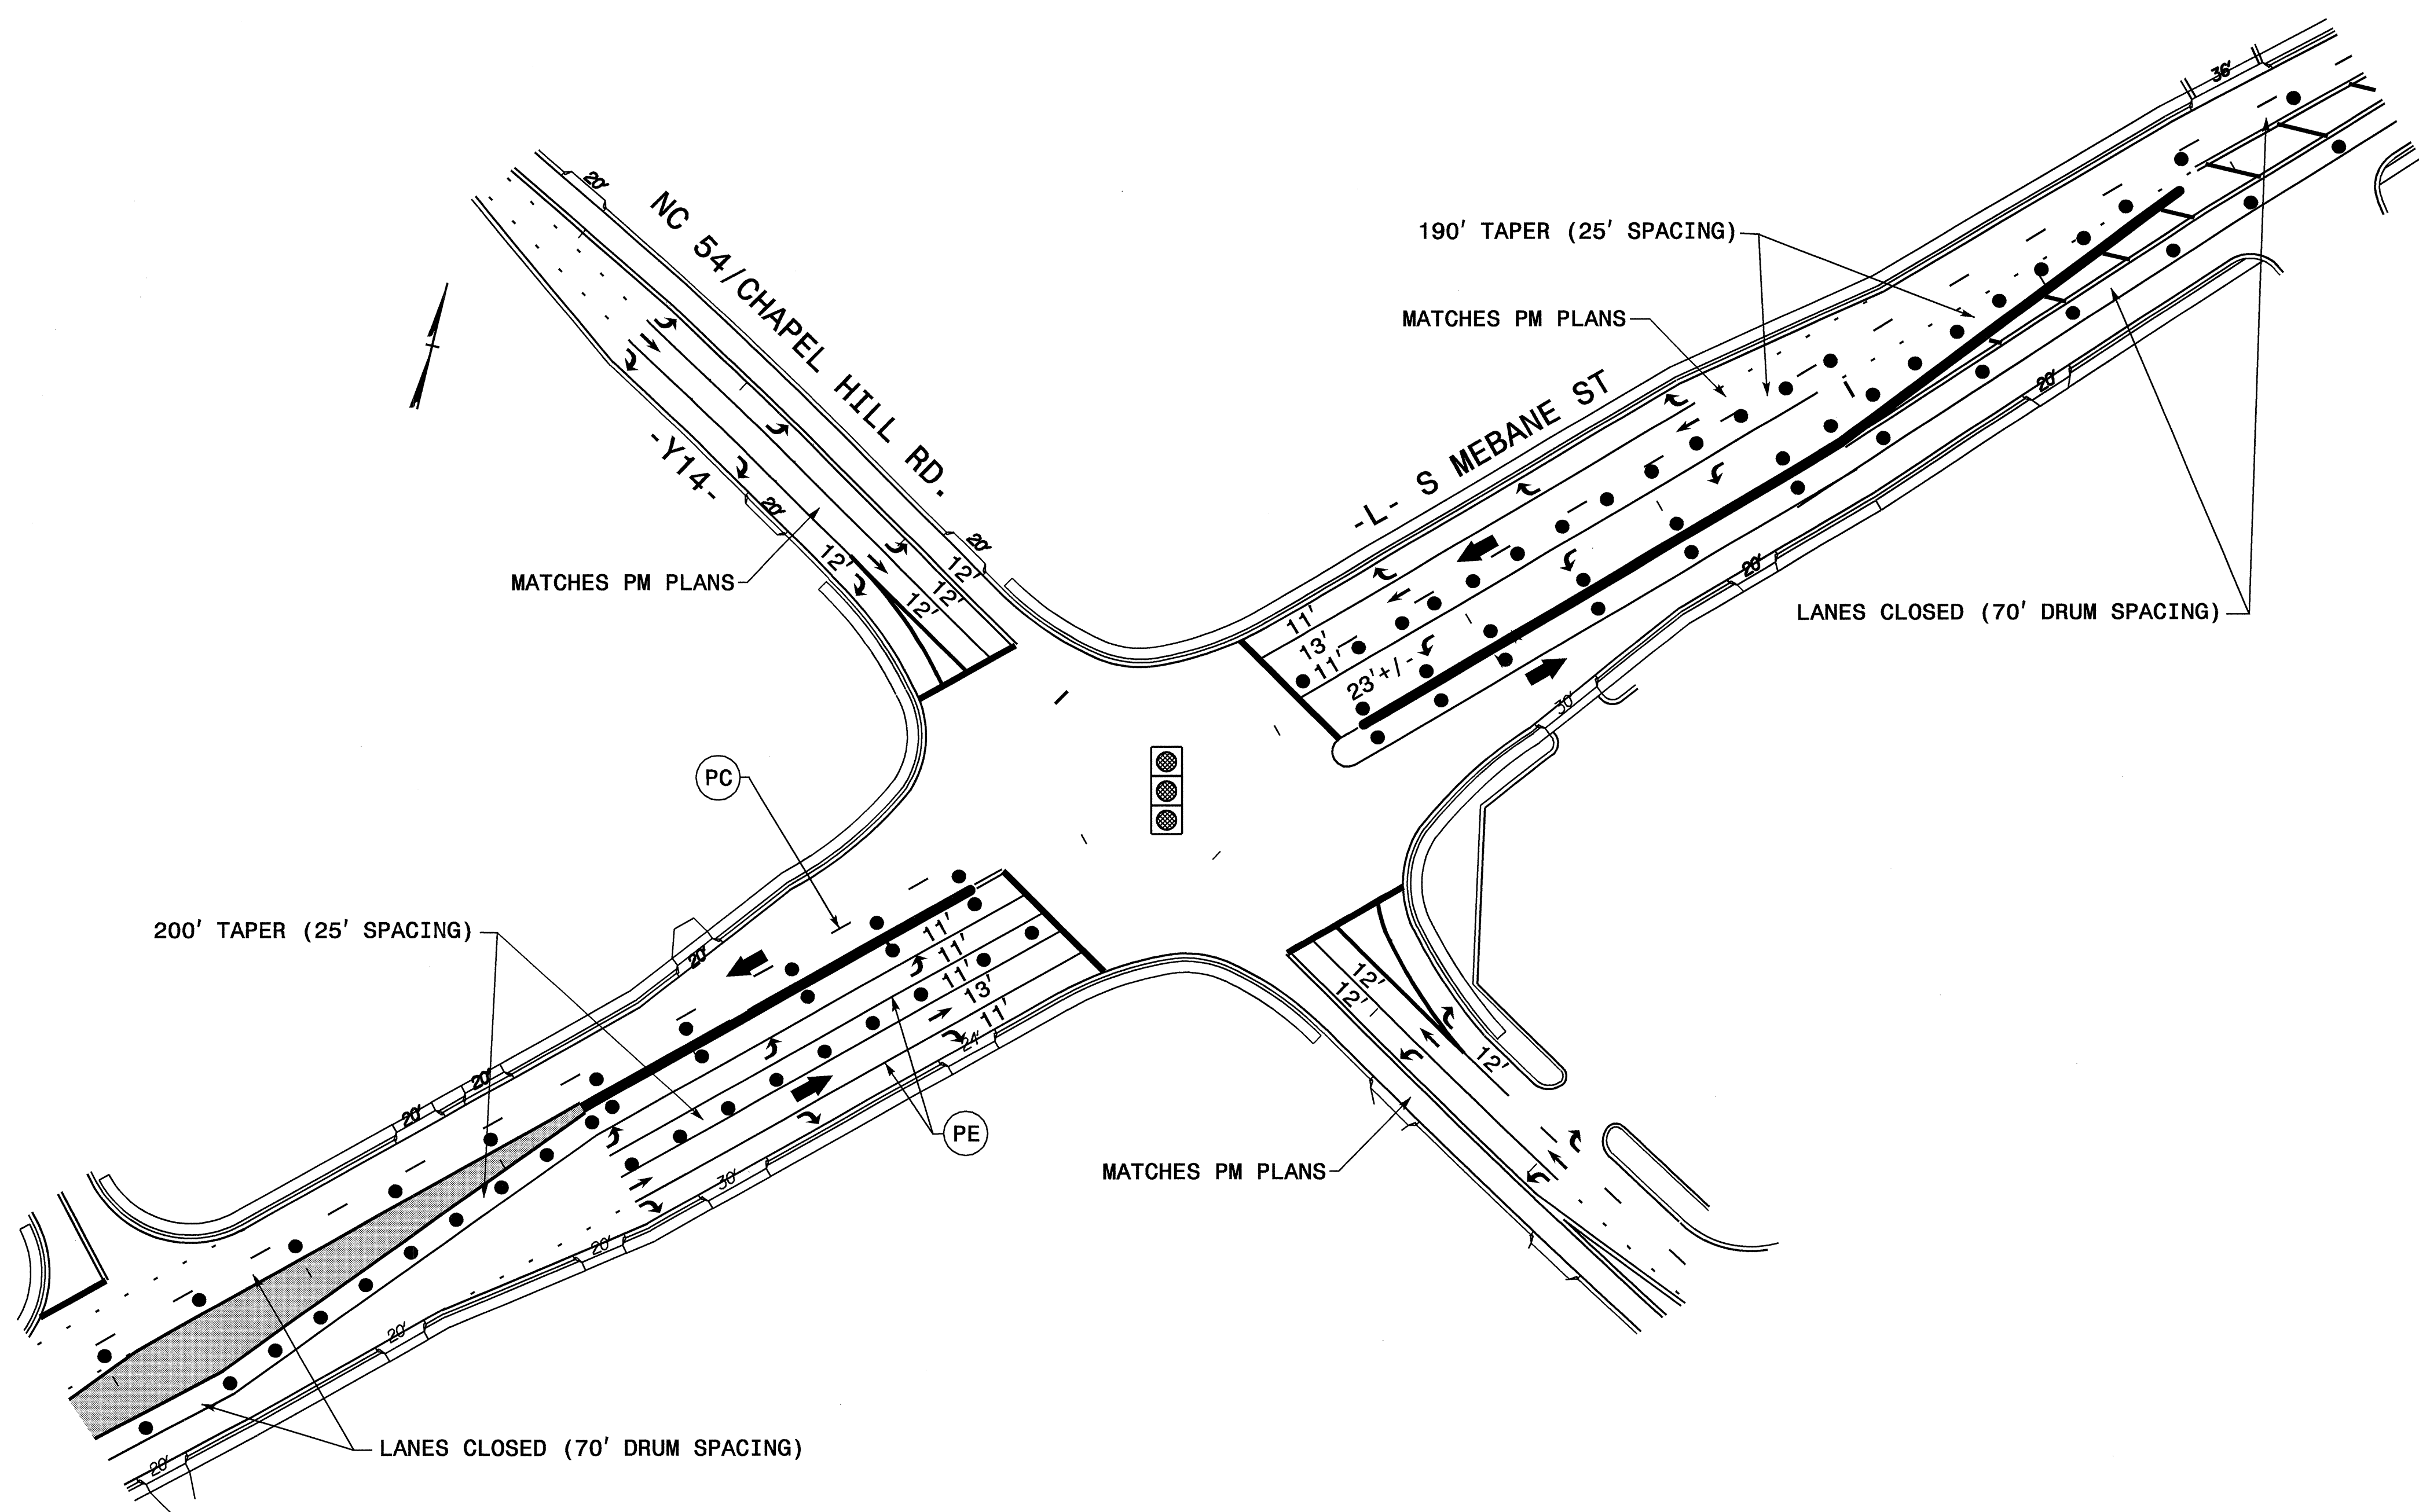 36'
20'
NC 54/CHAPEL HILL RD.
190' TAPER (25' SPACING)
MATCHES PM PLANS
-L- S MEBANE ST
20'
-Y14-
20'
20'
MATCHES PM PLANS
12'
12'
12'
12'
20'
LANES CLOSED (70' DRUM SPACING)
11'
13'
11'
23'+/-
30'
PC
200' TAPER (25' SPACING)
20'
11'
11'
11'
13'
11'
24'
12'
12'
12'
20'
20'
PE
MATCHES PM PLANS
30'
20'
20'
LANES CLOSED (70' DRUM SPACING)
20'